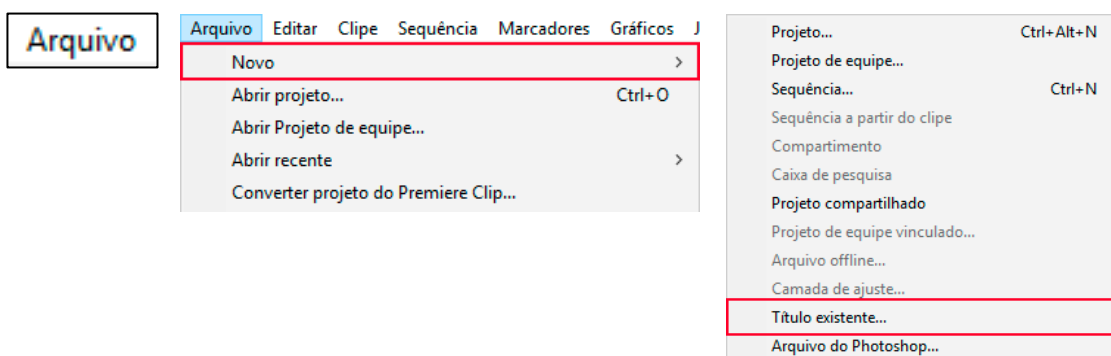 Arquivo
Arquivo Editar Clipe Sequência Marcadores Gráficos J
Novo >
Abrir projeto... Ctrl+O
Abrir Projeto de equipe...
Abrir recente >
Converter projeto do Premiere Clip...
Projeto... Ctrl+Alt+N
Projeto de equipe...
Sequência... Ctrl+N
Sequência a partir do clipe
Compartimento
Caixa de pesquisa
Projeto compartilhado
Projeto de equipe vinculado...
Arquivo offline...
Camada de ajuste...
Título existente...
Arquivo do Photoshop...